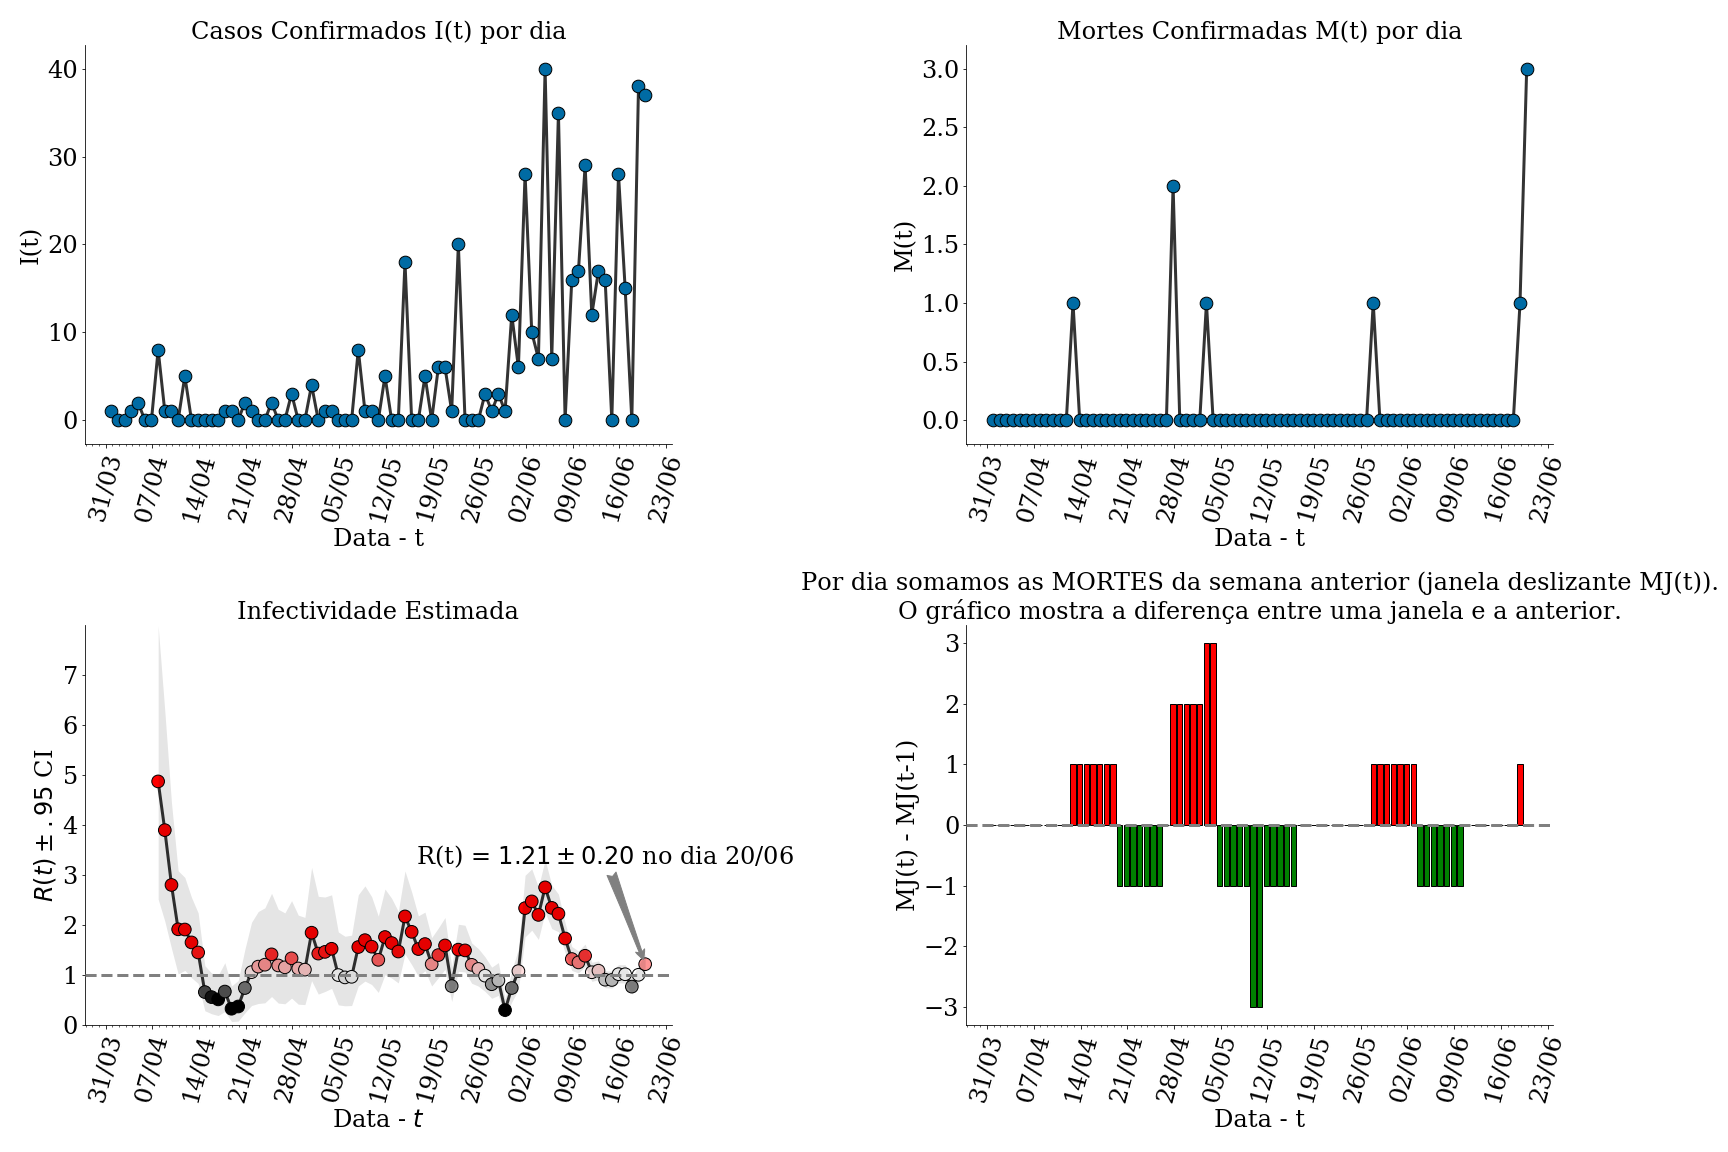 Casos Confirmados I(t) por dia
40
30
20
10
0
I(t)
31/03 07/04 14/04 21/04 28/04 05/05 12/05 19/05 26/05 02/06 09/06 16/06 23/06
Data - t
Mortes Confirmadas M(t) por dia
3.0
2.5
2.0
1.5
1.0
0.5
0.0
M(t)
31/03 07/04 14/04 21/04 28/04 05/05 12/05 19/05 26/05 02/06 09/06 16/06 23/06
Data - t
Infectividade Estimada
7
6
5
4
3
2
1
0
R(t) ± .95 CI
R(t) = 1.21 ± 0.20 no dia 20/06
31/03 07/04 14/04 21/04 28/04 05/05 12/05 19/05 26/05 02/06 09/06 16/06 23/06
Data - t
Por dia somamos as MORTES da semana anterior (janela deslizante MJ(t)).
O gráfico mostra a diferença entre uma janela e a anterior.
3
2
1
0
−1
−2
−3
MJ(t) - MJ(t-1)
31/03 07/04 14/04 21/04 28/04 05/05 12/05 19/05 26/05 02/06 09/06 16/06 23/06
Data - t